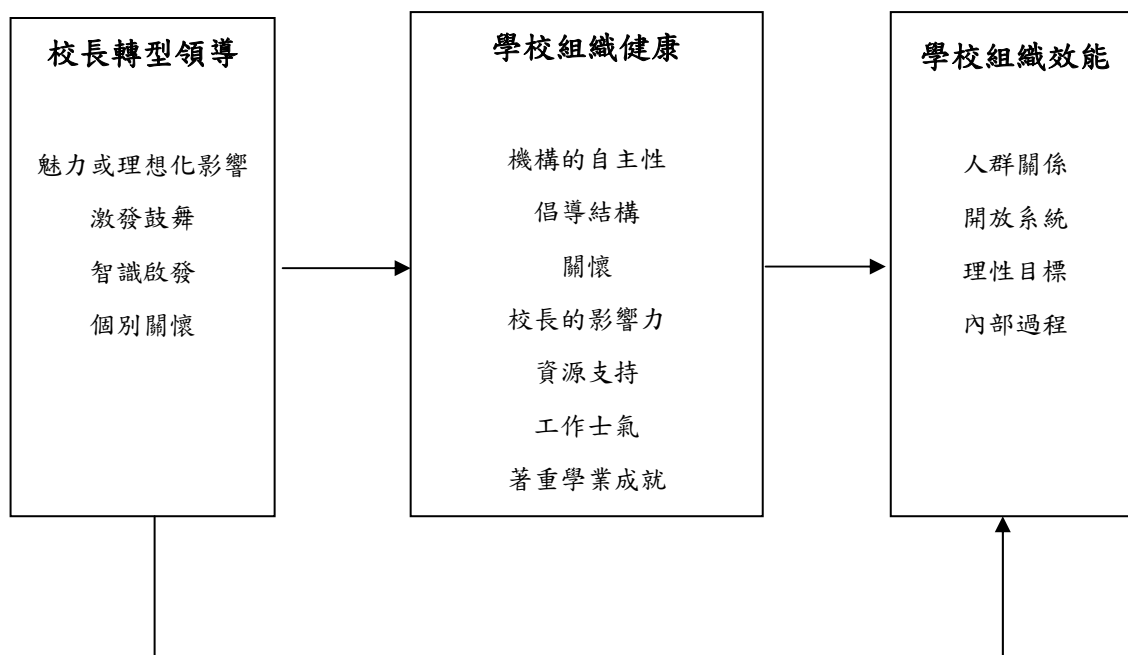 校長轉型領導
魅力或理想化影響
激發鼓舞
智識啟發
個別關懷
學校組織健康
機構的自主性
倡導結構
關懷
校長的影響力
資源支持
工作士氣
著重學業成就
學校組織效能
人群關係
開放系統
理性目標
內部過程